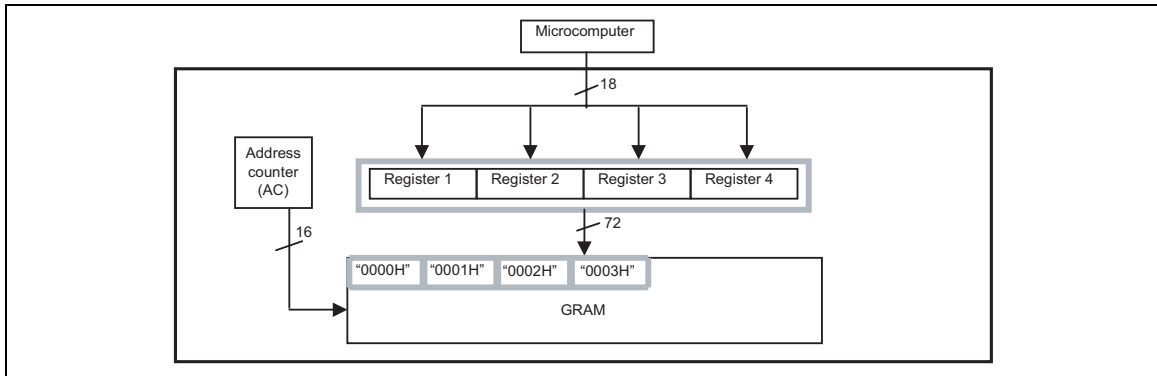 Microcomputer
18
Address
counter
(AC)
Register 1 Register 2 Register 3 Register 4
16
72
“0000H” “0001H” “0002H” “0003H”
GRAM